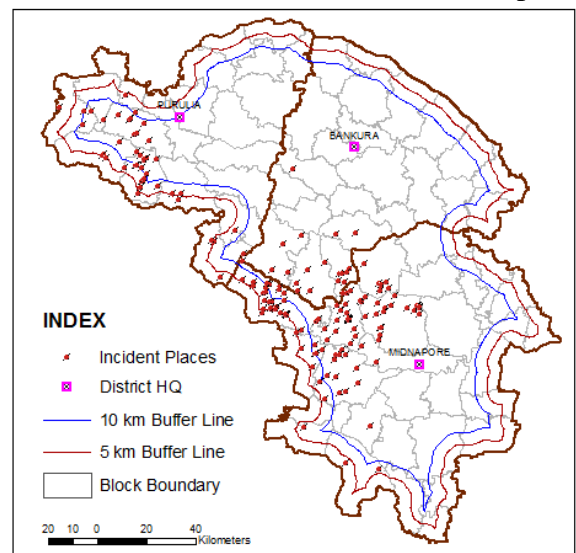 PURULIA
BANKURA
MIDNAPORE
INDEX
Incident Places
District HQ
10 km Buffer Line
5 km Buffer Line
Block Boundary
20 10 0 20 40
Kilometers